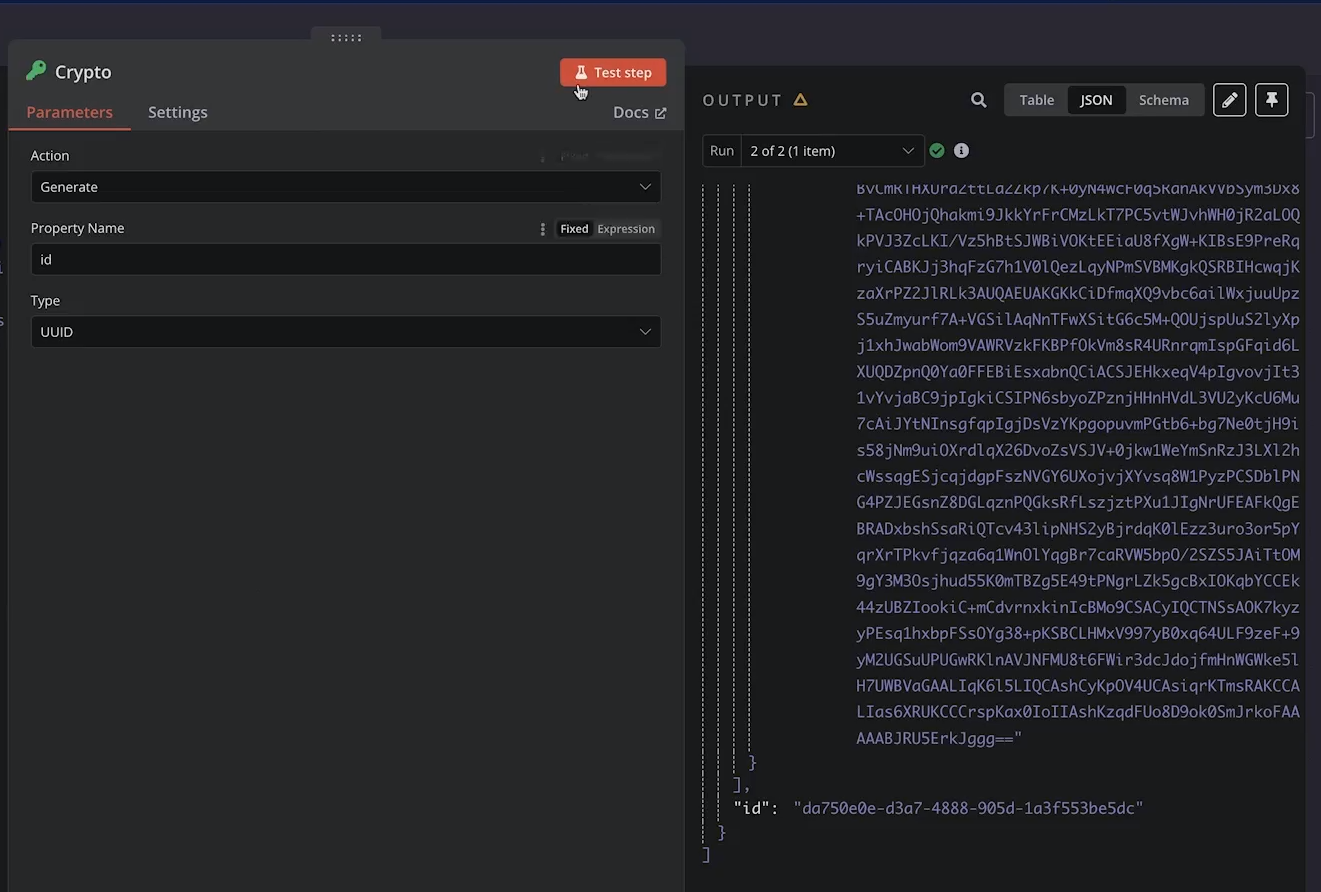 Crypto
Test step
Parameters
Settings
Docs
Action
Generate
Property Name
Fixed
Expression
id
Type
UUID
OUTPUT
Table
JSON
Schema
Run
2 of 2 (1 item)
+TAcOHOjQhakmi9JkkYrFrCMzLkT7PC5vtWJvhWH0jR2aLOQ
kPVJ3ZcLKI/Vz5hBtSJWBiVOKtEEiaU8fXgW+KIBsE9PreRq
ryiCABKJj3hqFzG7h1V0lQezLqyNPmSVBMKgkQSRBIHcwqjK
zaXrPZ2JlRLk3AUQAEUAKGKkCiDfmqXQ9vbc6ailWxjuuUpz
S5uZmyurf7A+VGSilAqNnTFwXSitG6c5M+QOUjspUuS2lyXp
j1xhJwabWom9VAWRVzkFKBPfOkVm8sR4URnrqmIspGFqid6L
XUQDZpnQ0Ya0FFEBiEsxabnQCiACSJEHkxeqV4pIgvovjIt3
1vYvjaBC9jpIgkiCSIPN6sbyoZPznjHHnHVdL3VU2yKcU6Mu
7cAiJYtNInsgfqpIgjDsVzYKpgopuvmPGtb6+bg7Ne0tjH9i
s58jNm9uiOXrdlqX26DvoZsVSJV+0jkw1WeYmSnRzJ3LXl2h
cWssqgESjcqjdgpFszNVGY6UXojvjXYvsq8W1PyzPCSDblPN
G4PZJEGsnZ8DGLqznPQGksRfLszjztPXu1JIgNrUFEAFkQgE
BRADxbshSsaRiQTcv43lipNHS2yBjrdqK0lEzz3uro3or5pY
qrXrTPkvfjqza6q1WnOlYqgBr7caRVW5bpO/2SZS5JAiTtOM
9gY3M3Osjhud55K0mTBZg5E49tPNgrLZk5gcBxIOKqbYCCEk
44zUBZIookiC+mCdvrnxkinIcBMo9CSACyIQCTNSsAOK7kyz
yPEsq1hxbpFSsOYg38+pKSBCLHMxV997yB0xq64ULF9zeF+9
yM2UGSuUPUGwRKlnAVJNFMU8t6FWir3dcJdojfmHnWGWke5l
H7UWBVaGAALIqK6l5LIQCAshCyKpOV4UCAsiqrKTmsRAKCCA
LIas6XRUKCCCrspKax0IoIIAshKzqdFUo8D9ok0SmJrkoFAA
AAABJRU5ErkJggg=="
}
],
"id": "da750e0e-d3a7-4888-905d-1a3f553be5dc"
}
]